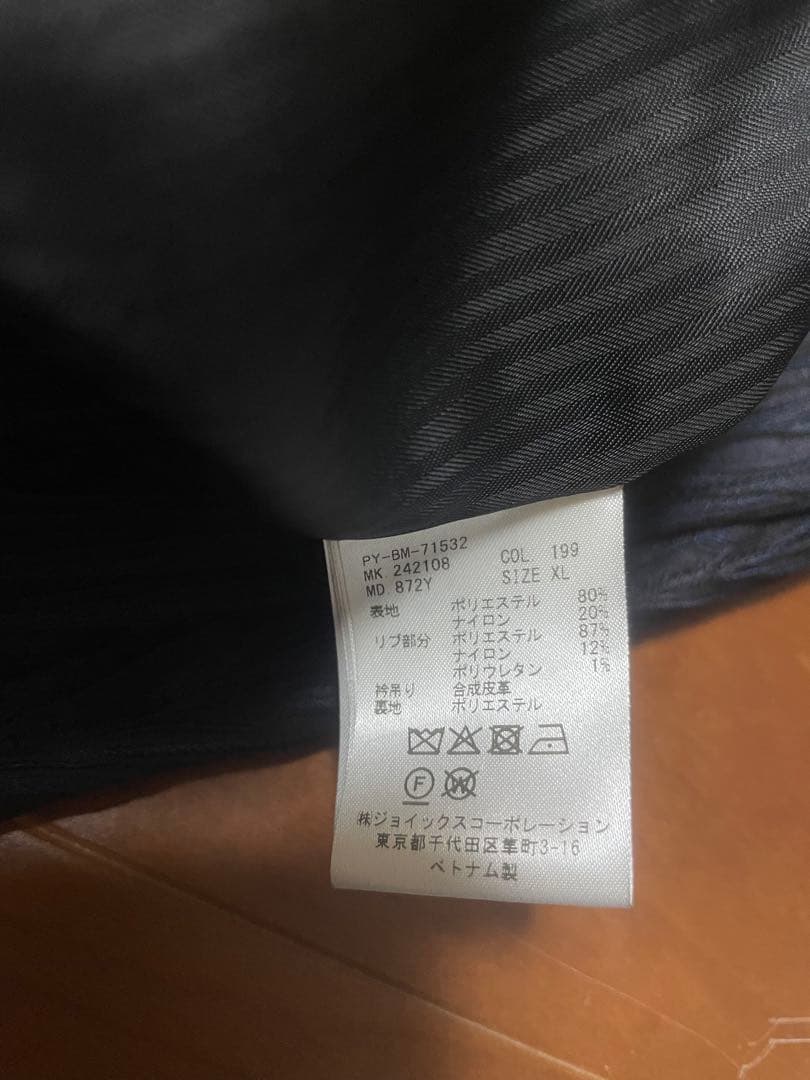 PY-BM-71532
MK. 242108 COL. 199
MD. 872Y SIZE XL
表地 ポリエステル 80%
ナイロン 20%
リブ部分 ポリエステル 87%
ナイロン 12%
ポリウレタン 1%
衿吊り 合成皮革
裏地 ポリエステル
F W
㈱ジョイックスコーポレーション
東京都千代田区隼町3-16
ベトナム製